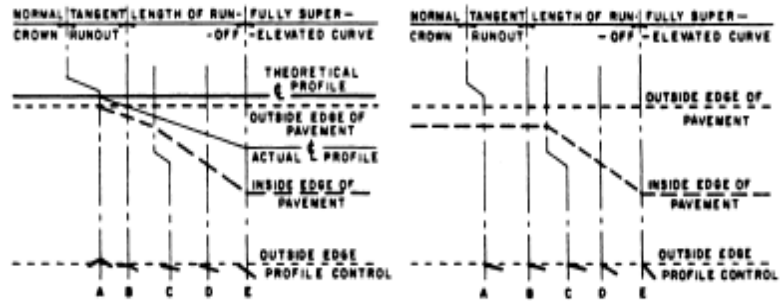 NORMAL TANGENT LENGTH OF RUN- FULLY SUPER-
CROWN RUNOUT -OFF -ELEVATED CURVE
THEORETICAL
℄ PROFILE
OUTSIDE EDGE OF
PAVEMENT
℄
ACTUAL PROFILE
INSIDE EDGE OF
PAVEMENT
OUTSIDE EDGE
PROFILE CONTROL
A B C D E
NORMAL TANGENT LENGTH OF RUN- FULLY SUPER-
CROWN RUNOUT -OFF -ELEVATED CURVE
OUTSIDE EDGE OF
PAVEMENT
INSIDE EDGE OF
PAVEMENT
OUTSIDE EDGE
PROFILE CONTROL
A B C D E